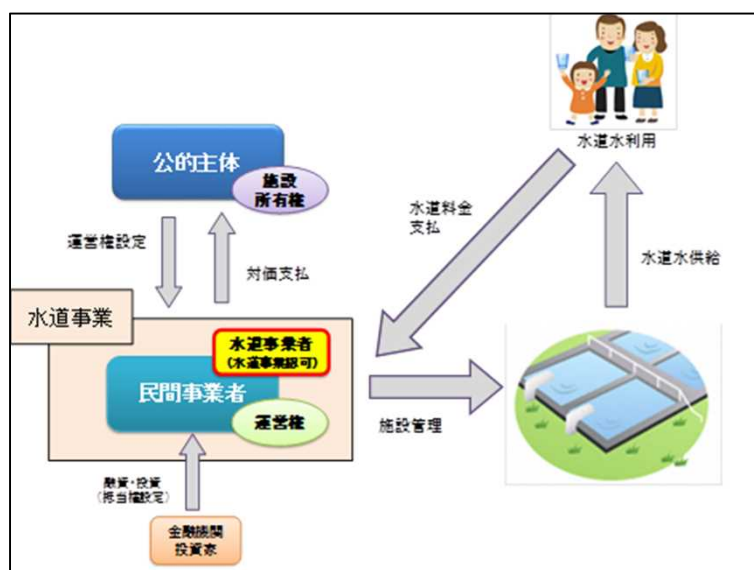 水道水利用
公的主体
施設
所有権
水道料金
支払
運営権設定
対価支払
水道水供給
水道事業
水道事業者
(水道事業認可)
民間事業者
運営権
施設管理
融資・投資
(抵当権設定)
金融機関
投資家